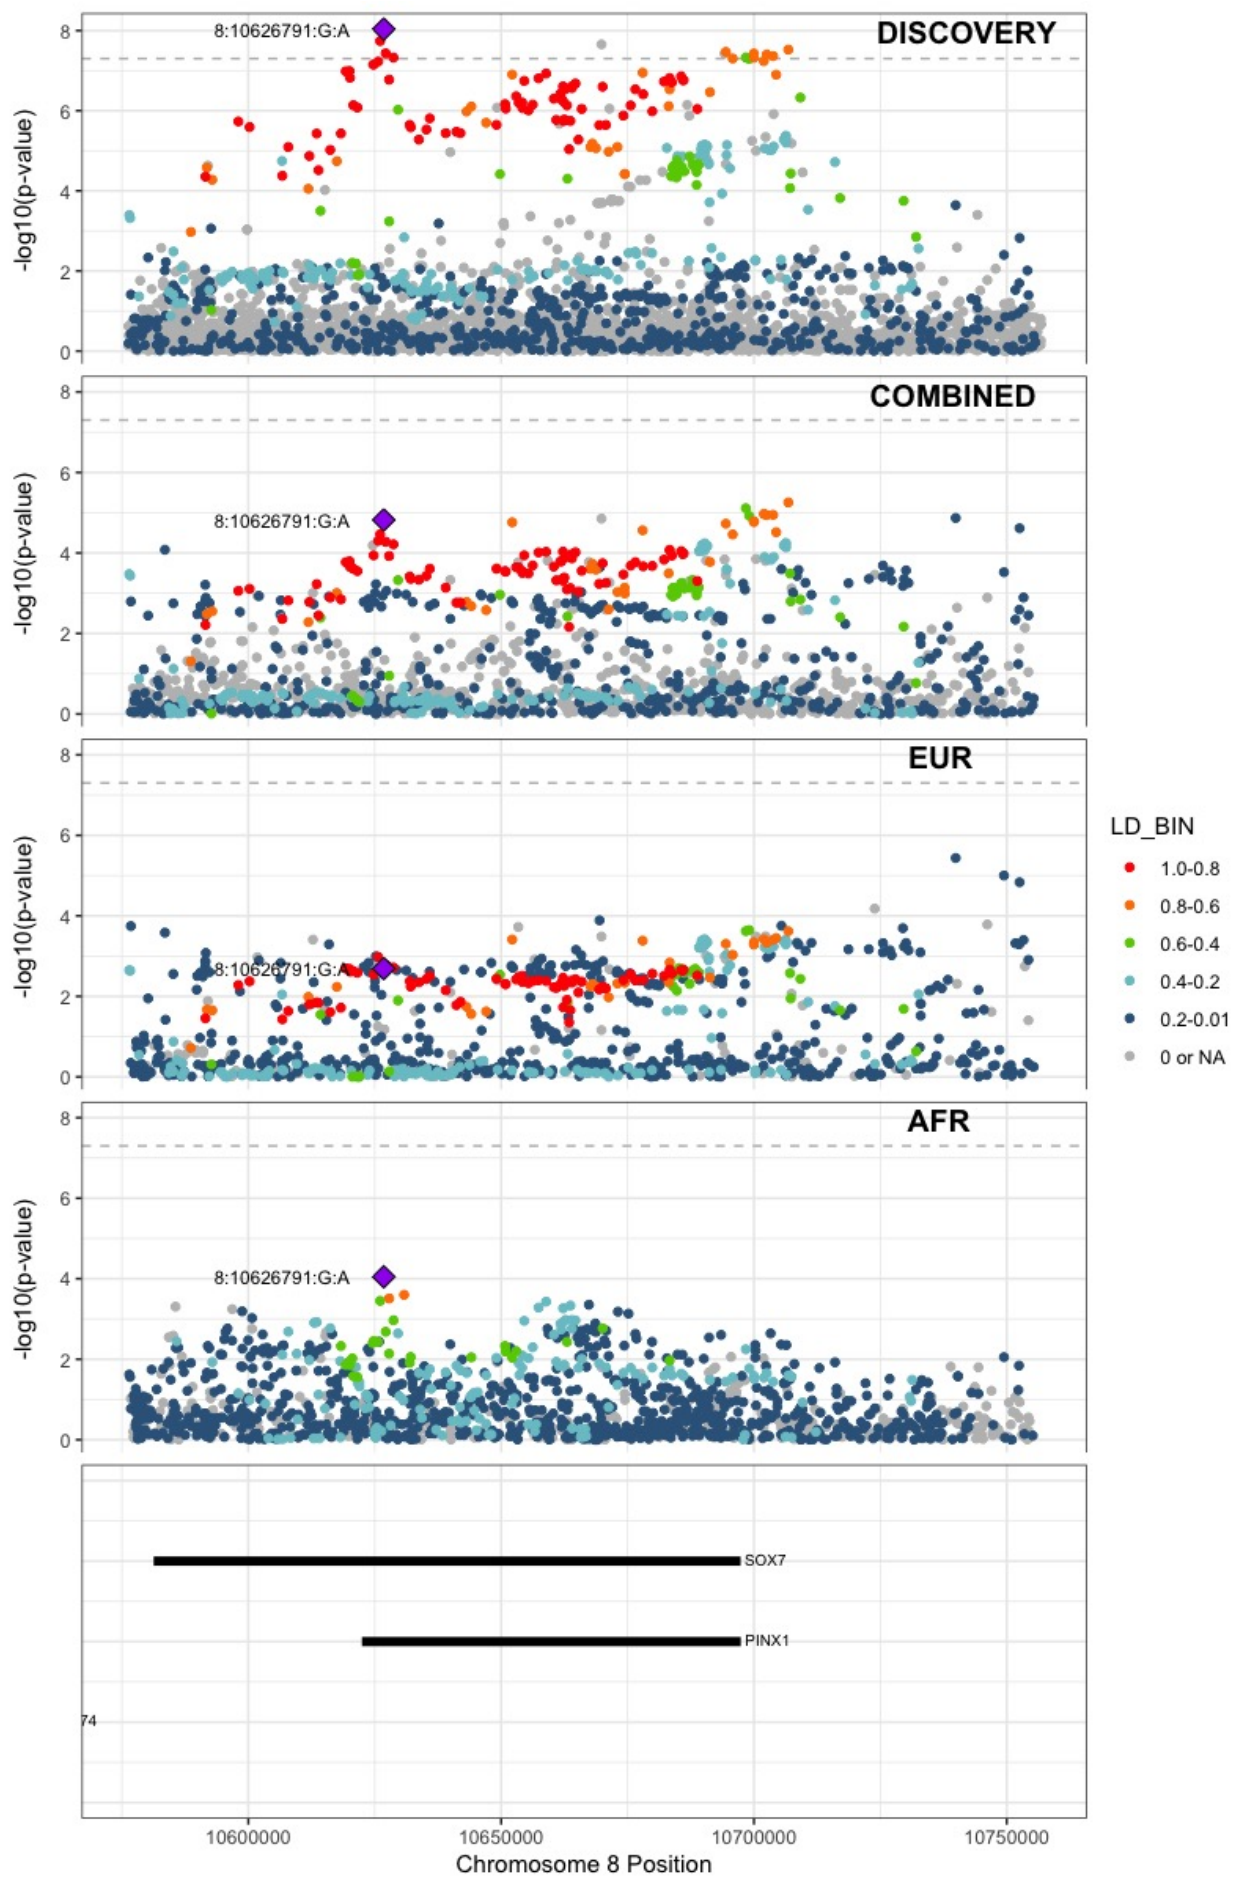 DISCOVERY
8:10626791:G:A
-log10(p-value)
8
6
4
2
0
COMBINED
8:10626791:G:A
-log10(p-value)
8
6
4
2
0
EUR
8:10626791:G:A
-log10(p-value)
8
6
4
2
0
LD_BIN
1.0-0.8
0.8-0.6
0.6-0.4
0.4-0.2
0.2-0.01
0 or NA
AFR
8:10626791:G:A
-log10(p-value)
8
6
4
2
0
SOX7
PINX1
74
10600000 10650000 10700000 10750000
Chromosome 8 Position